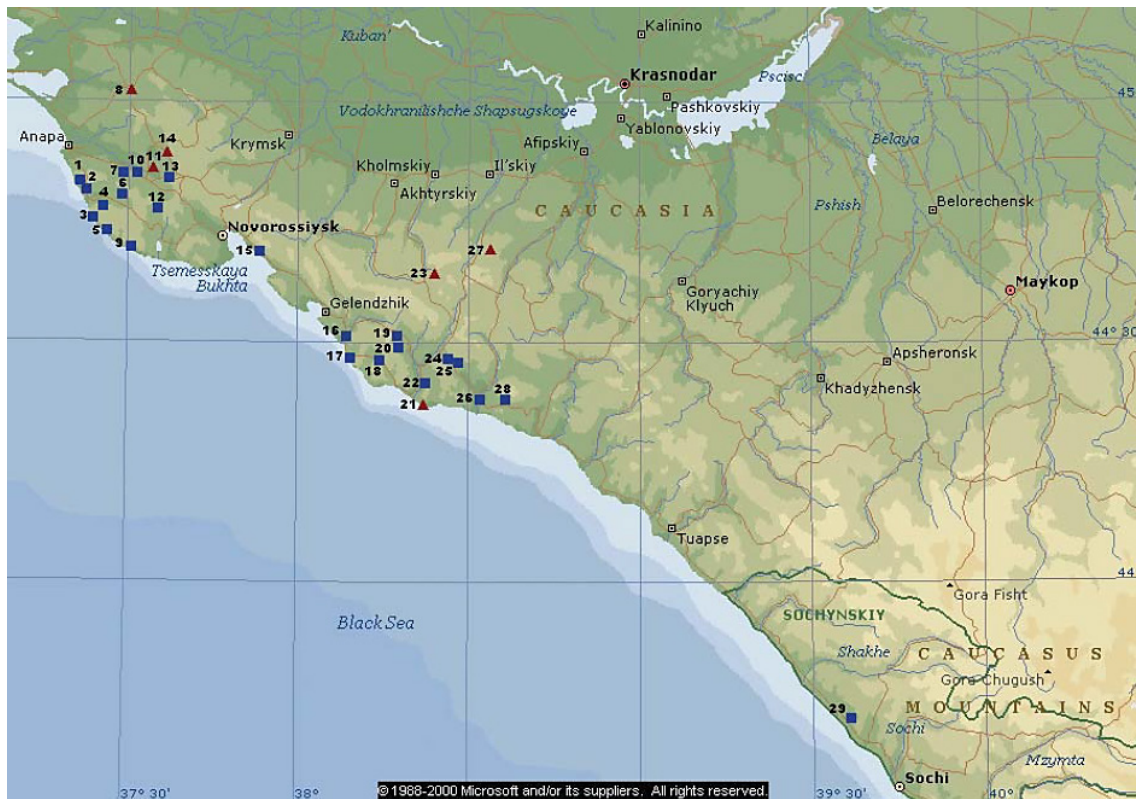 Kalinino
Kuban'
Krasnodar
Pscisc
8
45
Pashkovskiy
Vodokhranilishche Shapsugskoye
Yablonovskiy
Anapa
Krymsk
Afipskiy
Belaya
14
11
10
7
13
1
2
Kholmskiy
Il'skiy
Akhtyrskiy
6
4
12
3
5
9
CAUCASIA
Pshish
Belorechensk
Novorossiysk
15
27
Tsemesskaya
Bukhta
23
Maykop
Goryachiy
Klyuch
Gelendzhik
16
19
44 30
20
17
18
24
25
Apsheronsk
22
Khadyzhensk
26
28
21
Tuapse
44
Gora Fisht
SOCHYNSKIY
Black Sea
Shakhe
CAUCASUS
Gora Chugush
MOUNTAINS
29
Sochi
Mzymta
Sochi
37° 30'
38
© 1988-2000 Microsoft and/or its suppliers. All rights reserved.
39° 30'
40°